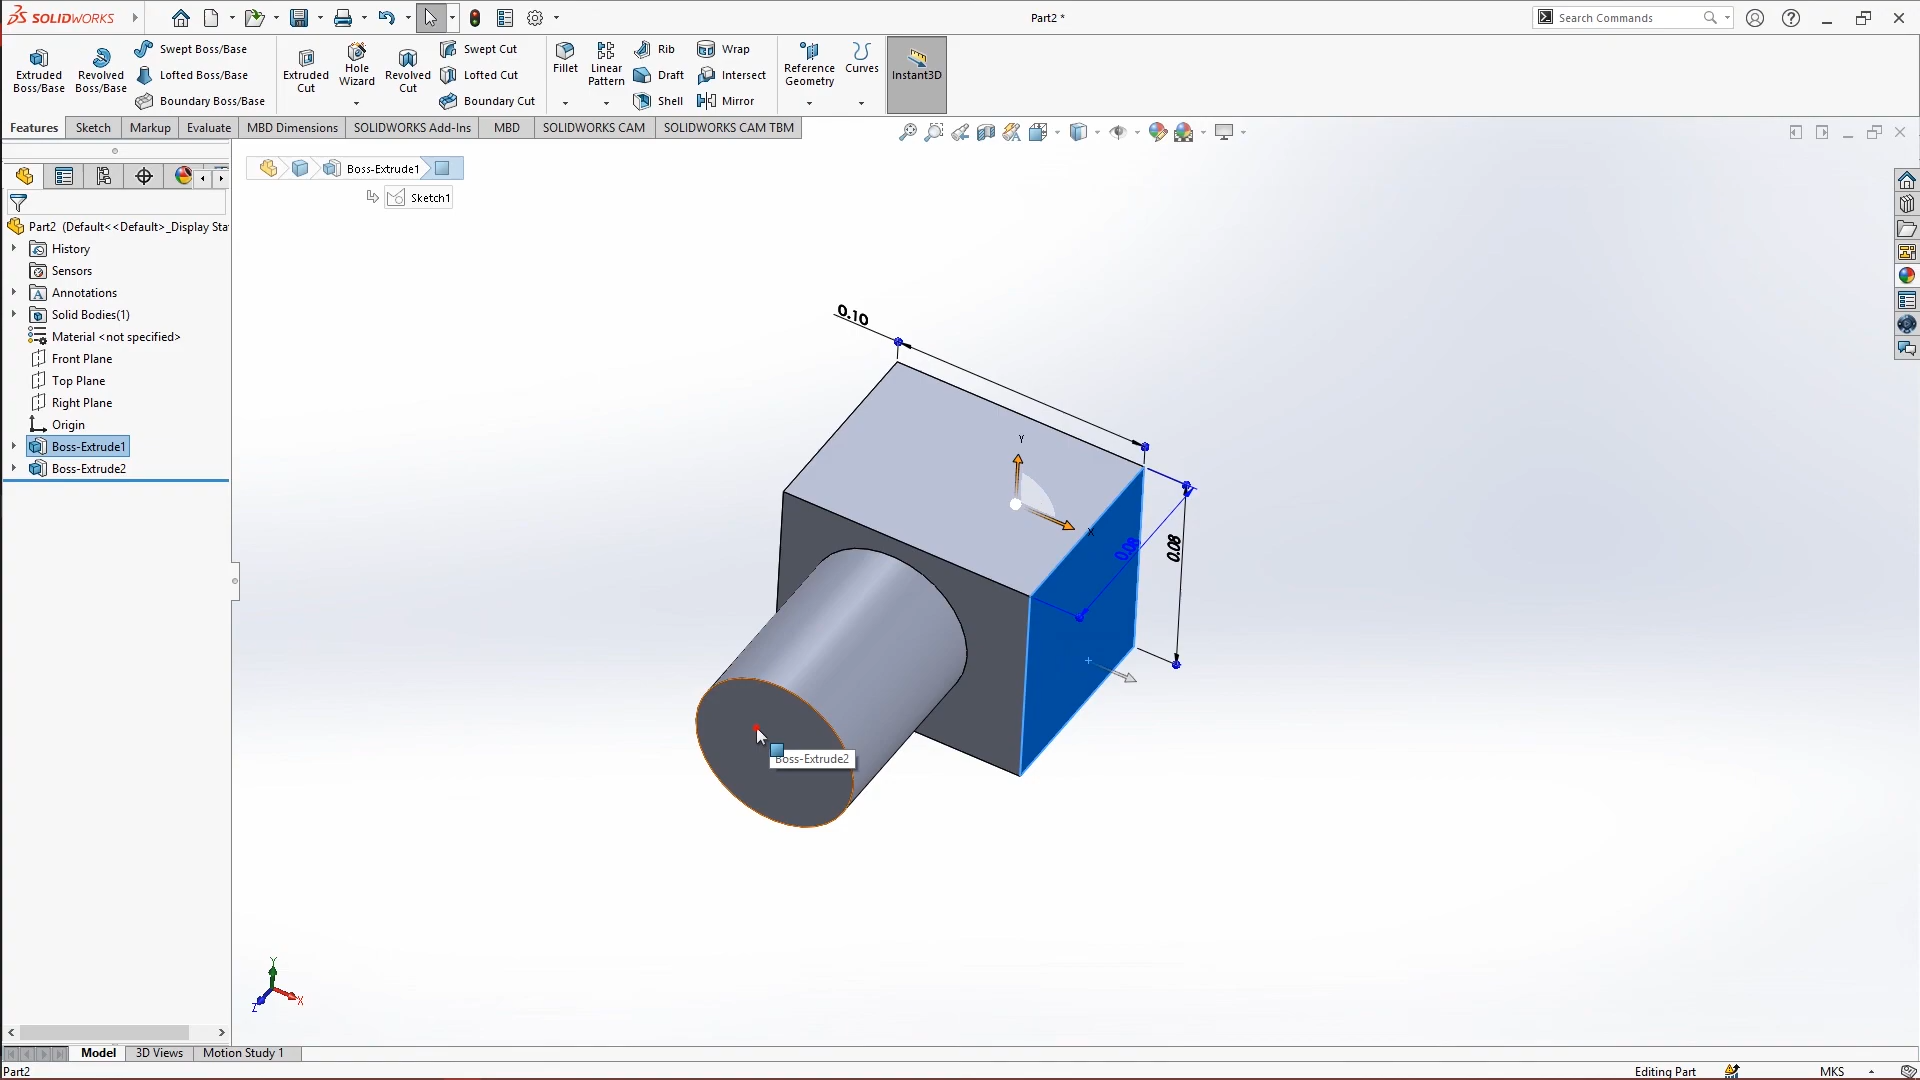 SOLIDWORKS
Part2 *
Search Commands
Extruded Boss/Base
Revolved Boss/Base
Swept Boss/Base
Lofted Boss/Base
Boundary Boss/Base
Extruded Cut
Hole Wizard
Revolved Cut
Swept Cut
Lofted Cut
Boundary Cut
Fillet
Linear Pattern
Rib
Draft
Shell
Wrap
Intersect
Mirror
Reference Geometry
Curves
Instant3D
Features
Sketch
Markup
Evaluate
MBD Dimensions
SOLIDWORKS Add-Ins
MBD
SOLIDWORKS CAM
SOLIDWORKS CAM TBM
Boss-Extrude1
Sketch1
Part2 (Default<<Default>_Display Sta
History
Sensors
Annotations
Solid Bodies(1)
Material <not specified>
Front Plane
Top Plane
Right Plane
Origin
Boss-Extrude1
Boss-Extrude2
0.10
Y
X
0.08
0.08
Boss-Extrude2
Y
X
Z
Model
3D Views
Motion Study 1
Part2
Editing Part
MKS